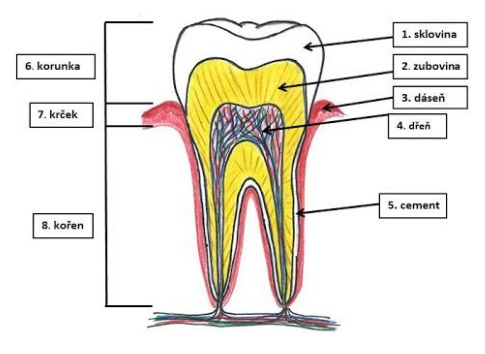 1. sklovina
2. zubovina
3. dáseň
4. dřeň
5. cement
6. korunka
7. krček
8. kořen